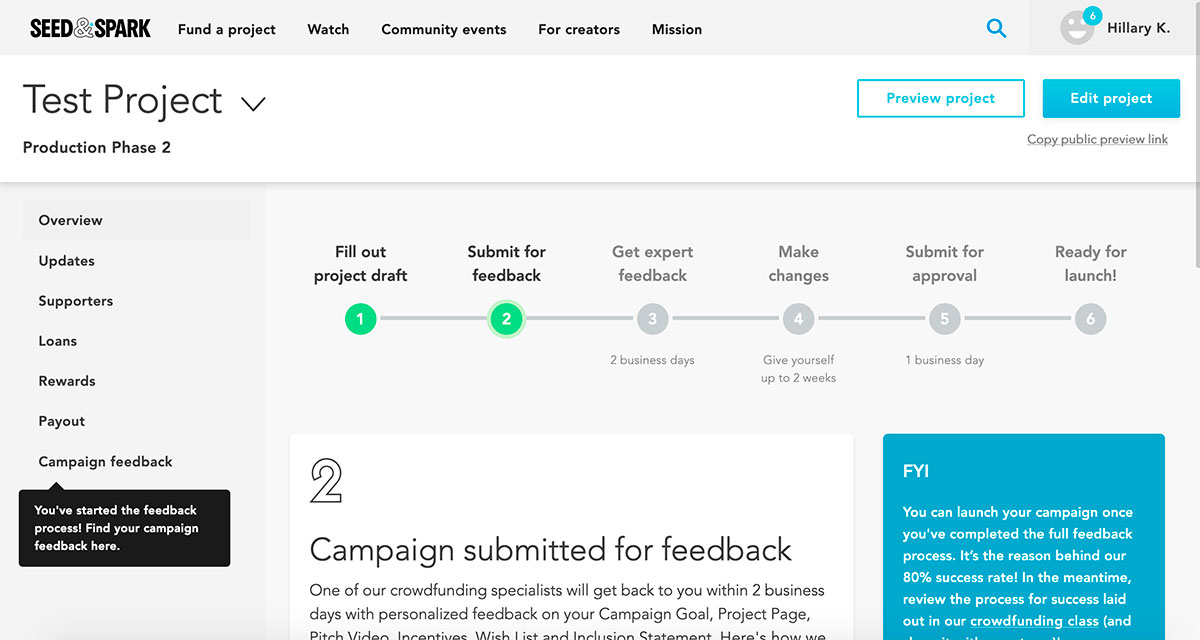 SEED&SPARK
Fund a project
Watch
Community events
For creators
Mission
6
Hillary K.
Test Project
Production Phase 2
Preview project
Edit project
Copy public preview link
Overview
Updates
Supporters
Loans
Rewards
Payout
Campaign feedback
You've started the feedback
process! Find your campaign
feedback here.
Fill out
project draft
1
Submit for
feedback
2
Get expert
feedback
3
2 business days
Make
changes
4
Give yourself
up to 2 weeks
Submit for
approval
5
1 business day
Ready for
launch!
6
2
Campaign submitted for feedback
One of our crowdfunding specialists will get back to you within 2 business
days with personalized feedback on your Campaign Goal, Project Page,
Pitch Video, Incentives, Wish List and Inclusion Statement. Here's how we
FYI
You can launch your campaign once
you've completed the full feedback
process. It's the reason behind our
80% success rate! In the meantime,
review the process for success laid
out in our crowdfunding class (and